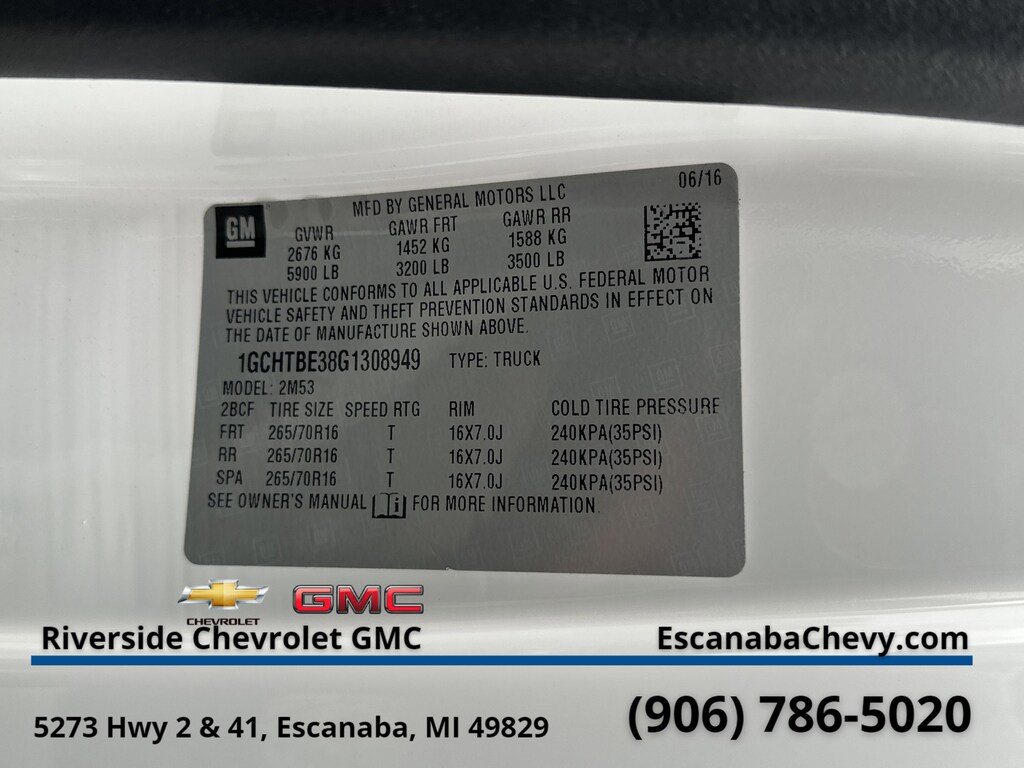 06/16
GM
MFD BY GENERAL MOTORS LLC
GVWR GAWR FRT GAWR RR
2676 KG 1452 KG 1588 KG
5900 LB 3200 LB 3500 LB
THIS VEHICLE CONFORMS TO ALL APPLICABLE U.S. FEDERAL MOTOR
VEHICLE SAFETY AND THEFT PREVENTION STANDARDS IN EFFECT ON
THE DATE OF MANUFACTURE SHOWN ABOVE.
1GCHTBE38G1308949 TYPE: TRUCK
MODEL: 2M53
2BCF TIRE SIZE SPEED RTG RIM COLD TIRE PRESSURE
FRT 265/70R16 T 16X7.0J 240KPA(35PSI)
RR 265/70R16 T 16X7.0J 240KPA(35PSI)
SPA 265/70R16 T 16X7.0J 240KPA(35PSI)
SEE OWNER'S MANUAL i FOR MORE INFORMATION.
CHEVROLET GMC
Riverside Chevrolet GMC EscanabaChevy.com
5273 Hwy 2 & 41, Escanaba, MI 49829 (906) 786-5020